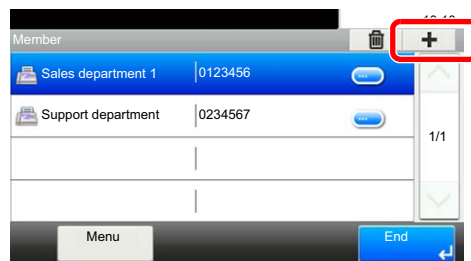 Member
+
Sales department 1 0123456 ...
Support department 0234567 ...
1/1
Menu End